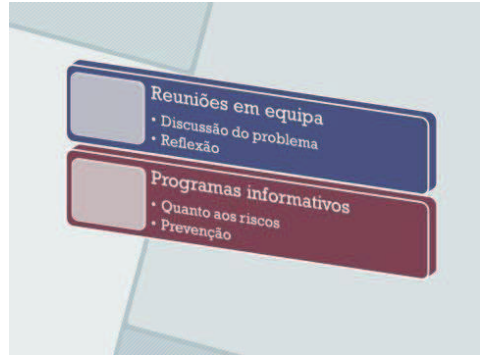 Reuniões em equipa
• Discussão do problema
• Reflexão
Programas informativos
• Quanto aos riscos
• Prevenção